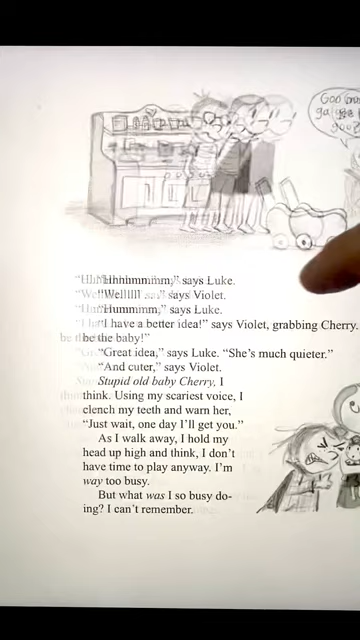 Goo
ga
"Hhhmmmm," says Luke.
"Wellllll ..." says Violet.
"Hummmm," says Luke.
"I have a better idea!" says Violet, grabbing Cherry.
be the baby!"
"Great idea," says Luke. "She's much quieter."
"And cuter," says Violet.
Stupid old baby Cherry, I
think. Using my scariest voice, I
clench my teeth and warn her,
"Just wait, one day I'll get you."
As I walk away, I hold my
head up high and think, I don't
have time to play anyway. I'm
way too busy.
But what was I so busy do-
ing? I can't remember.